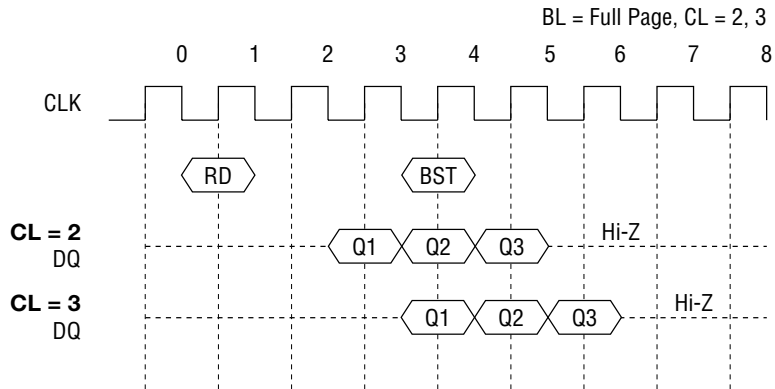 BL = Full Page, CL = 2, 3
0 1 2 3 4 5 6 7 8
CLK
RD BST
CL = 2
DQ
Q1 Q2 Q3 Hi-Z
CL = 3
DQ
Q1 Q2 Q3 Hi-Z